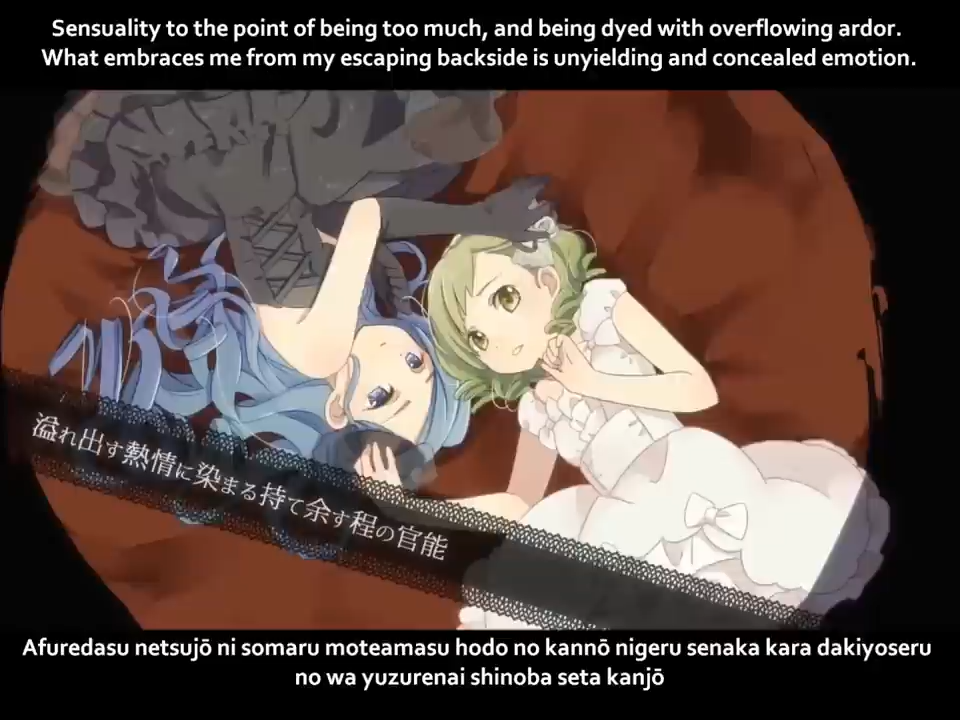 Sensuality to the point of being too much, and being dyed with overflowing ardor.
What embraces me from my escaping backside is unyielding and concealed emotion.
溢れ出す熱情に染まる持て余す程の官能
Afuredasu netsujō ni somaru moteamasu hodo no kannō nigeru senaka kara dakiyoseru
no wa yuzurenai shinoba seta kanjō